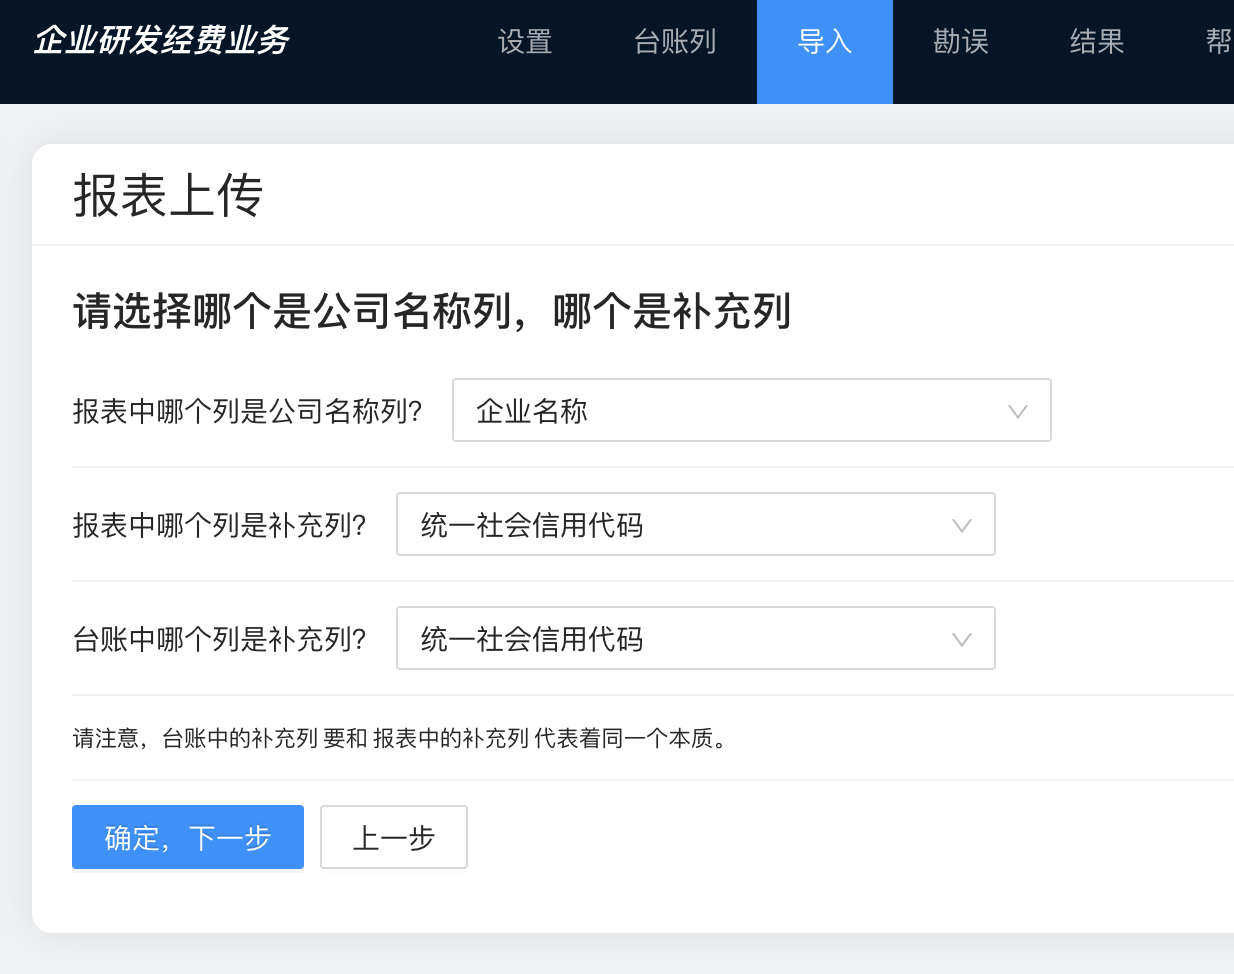 企业研发经费业务 设置 台账列 导入 勘误 结果 帮
报表上传
请选择哪个是公司名称列，哪个是补充列
报表中哪个列是公司名称列? 企业名称
报表中哪个列是补充列? 统一社会信用代码
台账中哪个列是补充列? 统一社会信用代码
请注意，台账中的补充列 要和 报表中的补充列 代表着同一个本质。
确定，下一步 上一步